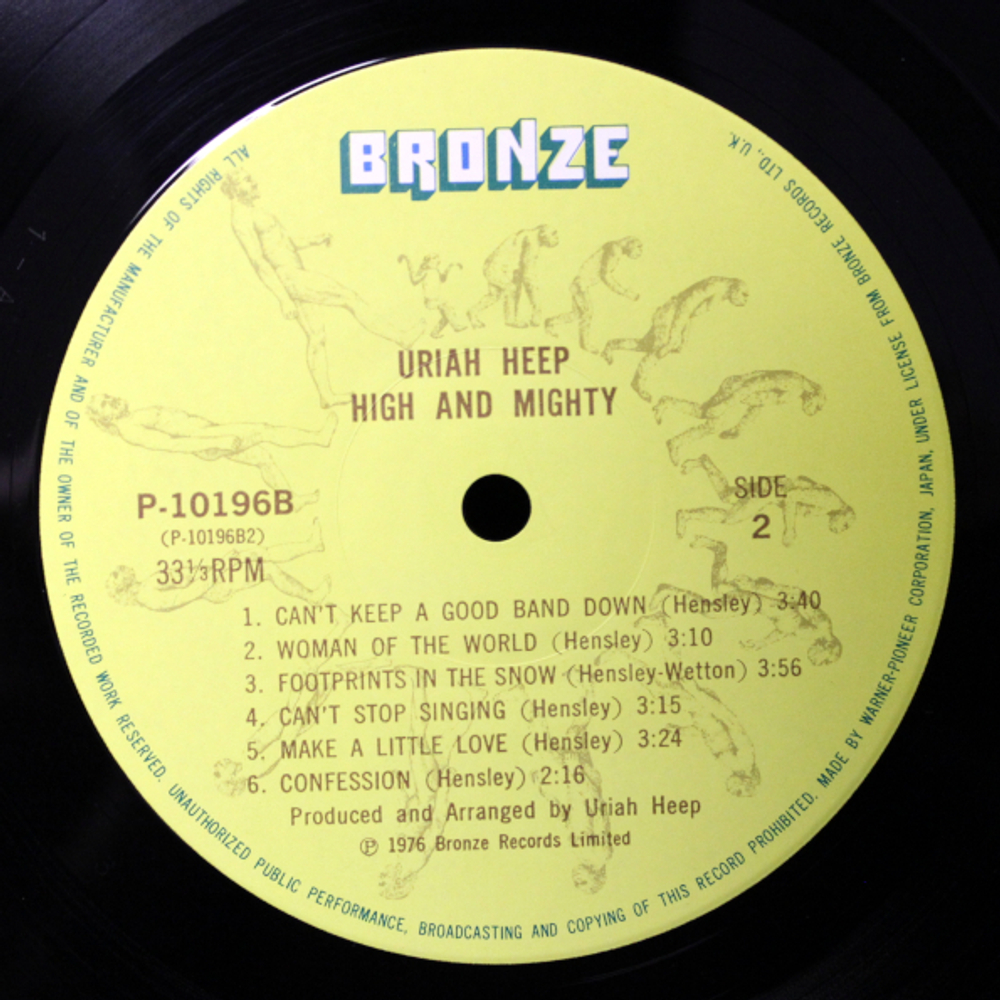 BRONZE
URIAH HEEP
HIGH AND MIGHTY
P-10196B
(P-10196B2)
33⅓RPM
SIDE
2
1. CAN'T KEEP A GOOD BAND DOWN (Hensley) 3:40
2. WOMAN OF THE WORLD (Hensley) 3:10
3. FOOTPRINTS IN THE SNOW (Hensley-Wetton) 3:56
4. CAN'T STOP SINGING (Hensley) 3:15
5. MAKE A LITTLE LOVE (Hensley) 3:24
6. CONFESSION (Hensley) 2:16
Produced and Arranged by Uriah Heep
Ⓟ 1976 Bronze Records Limited
ALL RIGHTS OF THE MANUFACTURER AND OF THE OWNER OF THE RECORDED WORK RESERVED. UNAUTHORIZED PUBLIC PERFORMANCE, BROADCASTING AND COPYING OF THIS RECORD PROHIBITED. MADE BY WARNER-PIONEER CORPORATION, JAPAN, UNDER LICENSE FROM BRONZE RECORDS LTD., U.K.